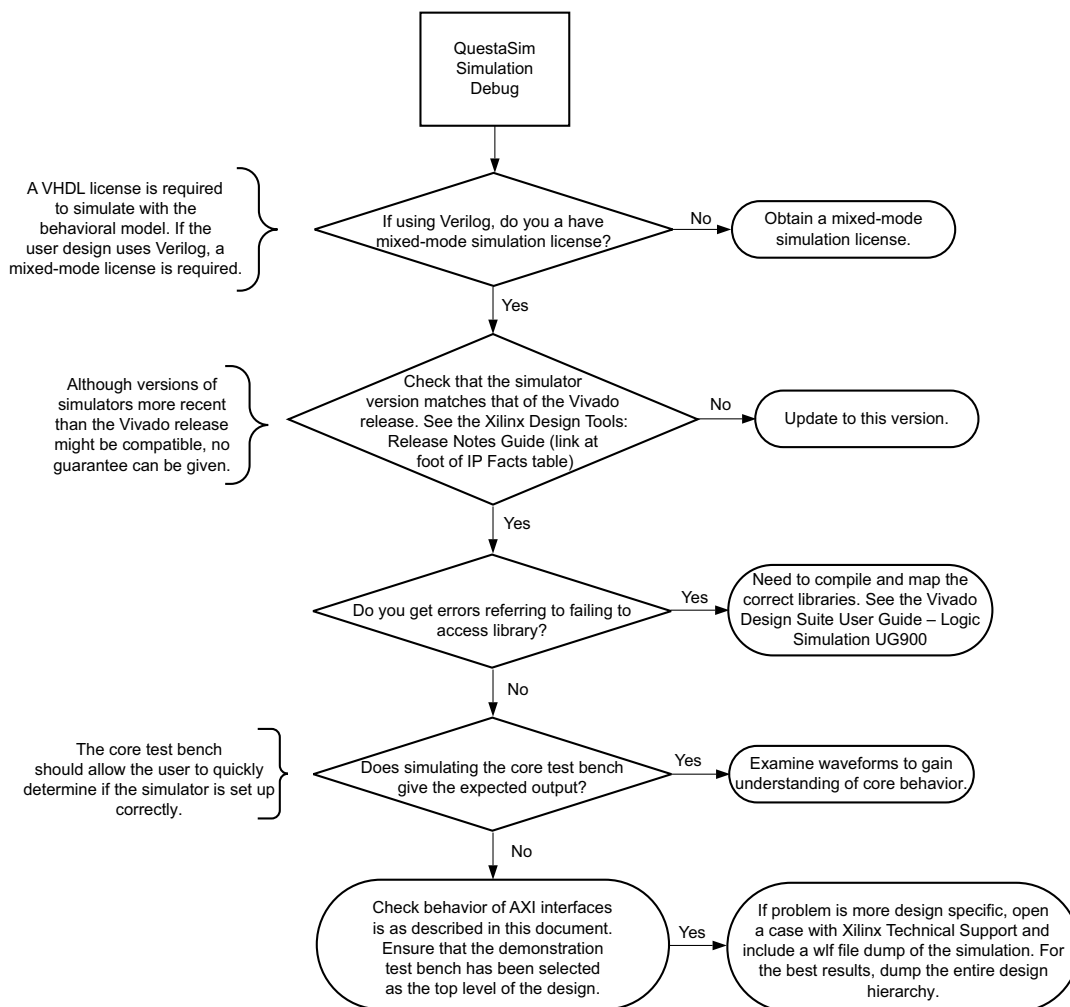 QuestaSim
Simulation
Debug
A VHDL license is required
to simulate with the
behavioral model. If the
user design uses Verilog, a
mixed-mode license is required.
If using Verilog, do you a have
mixed-mode simulation license?
No
Obtain a mixed-mode
simulation license.
Yes
Although versions of
simulators more recent
than the Vivado release
might be compatible, no
guarantee can be given.
Check that the simulator
version matches that of the Vivado
release. See the Xilinx Design Tools:
Release Notes Guide (link at
foot of IP Facts table)
No
Update to this version.
Yes
Do you get errors referring to failing to
access library?
Yes
Need to compile and map the
correct libraries. See the Vivado
Design Suite User Guide – Logic
Simulation UG900
No
The core test bench
should allow the user to quickly
determine if the simulator is set up
correctly.
Does simulating the core test bench
give the expected output?
Yes
Examine waveforms to gain
understanding of core behavior.
No
Check behavior of AXI interfaces
is as described in this document.
Ensure that the demonstration
test bench has been selected
as the top level of the design.
Yes
If problem is more design specific, open
a case with Xilinx Technical Support and
include a wlf file dump of the simulation. For
the best results, dump the entire design
hierarchy.